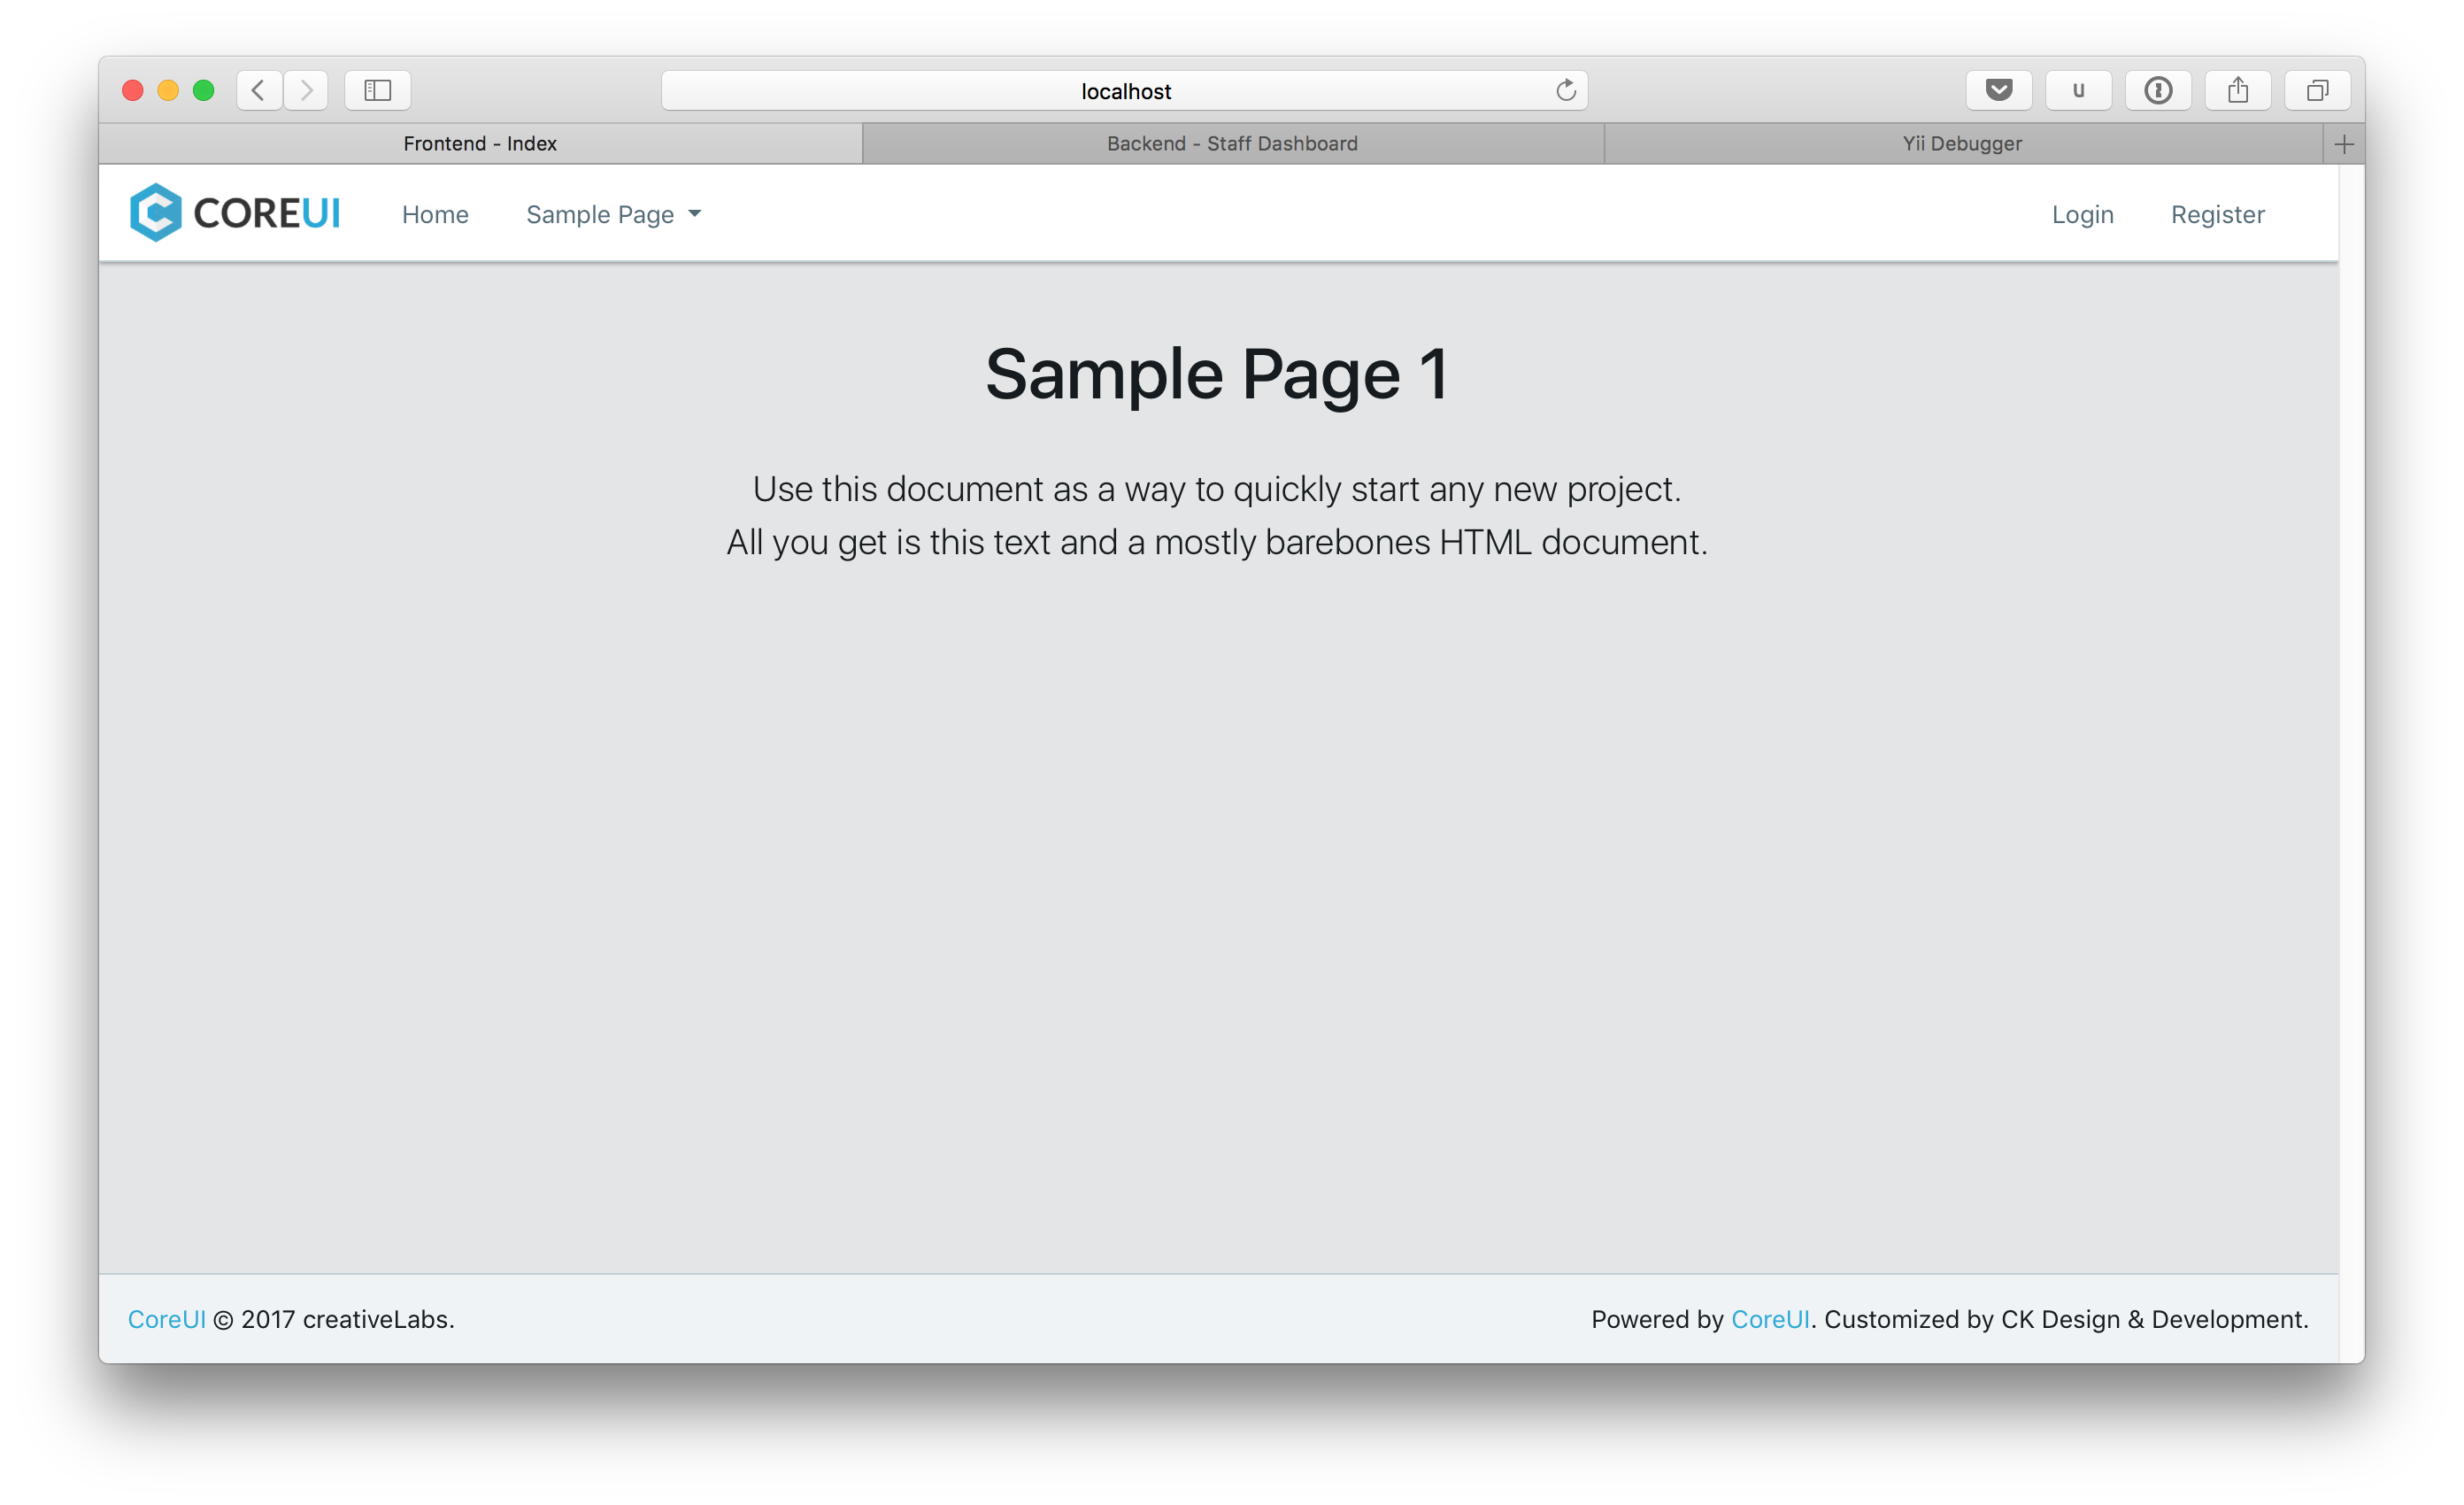 localhost
u
Frontend - Index
Backend - Staff Dashboard
Yii Debugger
COREUI
Home
Sample Page
Login
Register
Sample Page 1
Use this document as a way to quickly start any new project.
All you get is this text and a mostly barebones HTML document.
CoreUI © 2017 creativeLabs.
Powered by CoreUI. Customized by CK Design & Development.